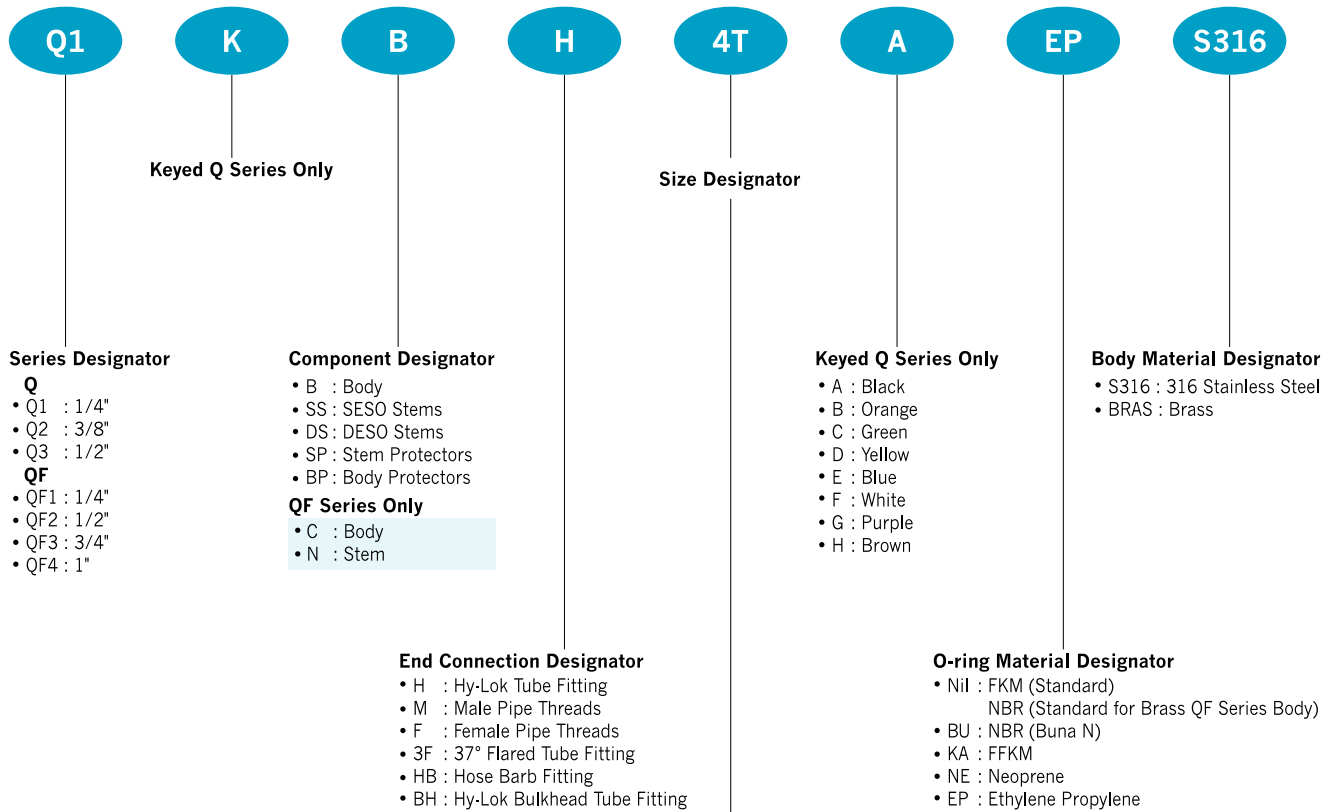 Q1 K B H 4T A EP S316
Keyed Q Series Only
Size Designator
Series Designator
Q
• Q1 : 1/4"
• Q2 : 3/8"
• Q3 : 1/2"
QF
• QF1 : 1/4"
• QF2 : 1/2"
• QF3 : 3/4"
• QF4 : 1"
Component Designator
• B : Body
• SS : SESO Stems
• DS : DESO Stems
• SP : Stem Protectors
• BP : Body Protectors
QF Series Only
• C : Body
• N : Stem
Keyed Q Series Only
• A : Black
• B : Orange
• C : Green
• D : Yellow
• E : Blue
• F : White
• G : Purple
• H : Brown
Body Material Designator
• S316 : 316 Stainless Steel
• BRAS : Brass
End Connection Designator
• H : Hy-Lok Tube Fitting
• M : Male Pipe Threads
• F : Female Pipe Threads
• 3F : 37° Flared Tube Fitting
• HB : Hose Barb Fitting
• BH : Hy-Lok Bulkhead Tube Fitting
O-ring Material Designator
• Nil : FKM (Standard)
NBR (Standard for Brass QF Series Body)
• BU : NBR (Buna N)
• KA : FFKM
• NE : Neoprene
• EP : Ethylene Propylene